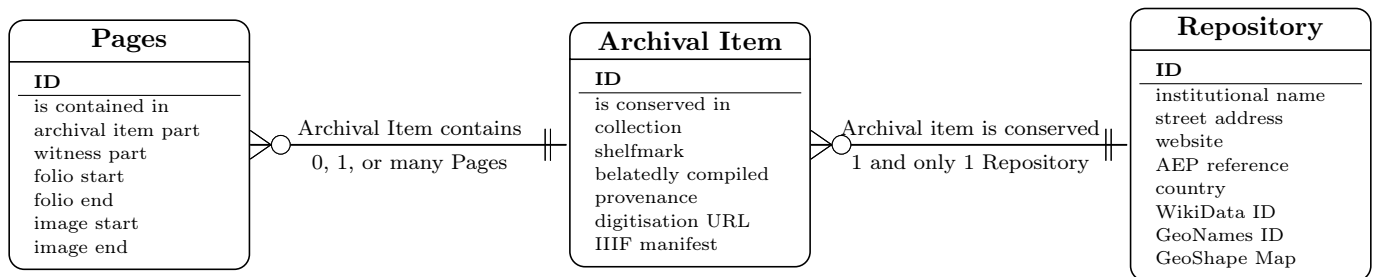 Pages
ID
is contained in
archival item part
witness part
folio start
folio end
image start
image end
Archival Item contains
0, 1, or many Pages
Archival Item
ID
is conserved in
collection
shelfmark
belatedly compiled
provenance
digitisation URL
IIIF manifest
Archival item is conserved
1 and only 1 Repository
Repository
ID
institutional name
street address
website
AEP reference
country
WikiData ID
GeoNames ID
GeoShape Map